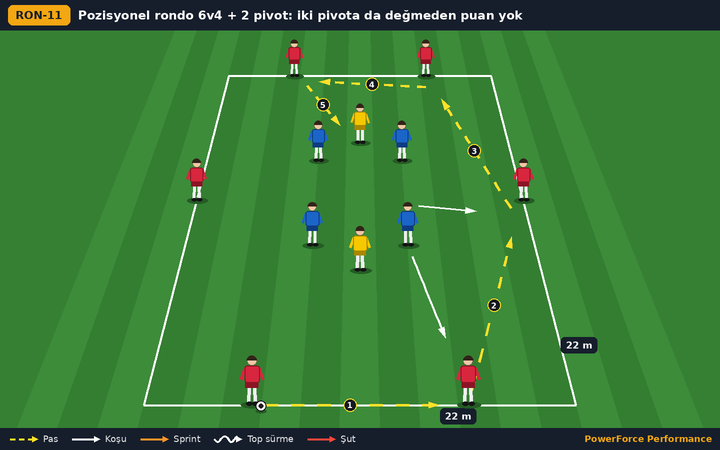 RON-11 Pozisyonel rondo 6v4 + 2 pivot: iki pivota da değmeden puan yok
4
5
3
2
22 m
1
22 m
Pas Koşu Sprint Top sürme Şut PowerForce Performance